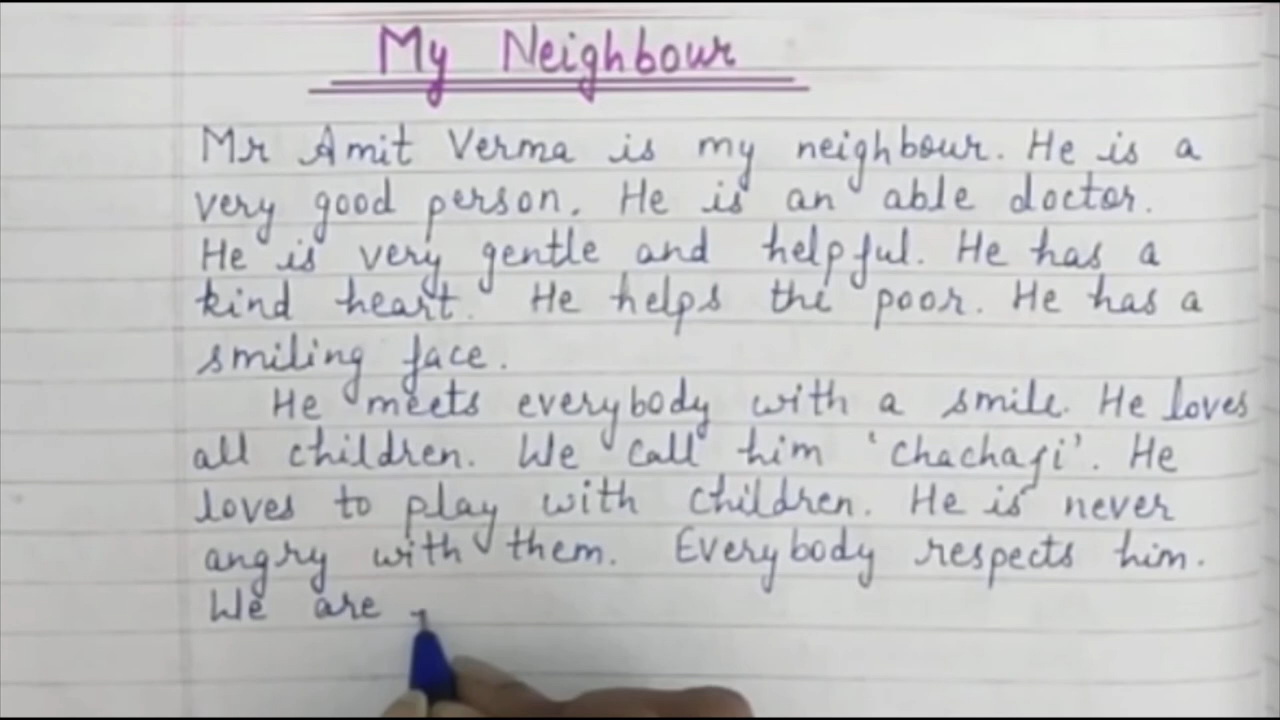 My Neighbour
Mr Amit Verma is my neighbour. He is a
very good person. He is an able doctor.
He is very gentle and helpful. He has a
kind heart. He helps the poor. He has a
smiling face.
He meets everybody with a smile. He loves
all children. We call him 'chachaji'. He
loves to play with children. He is never
angry with them. Everybody respects him.
We are